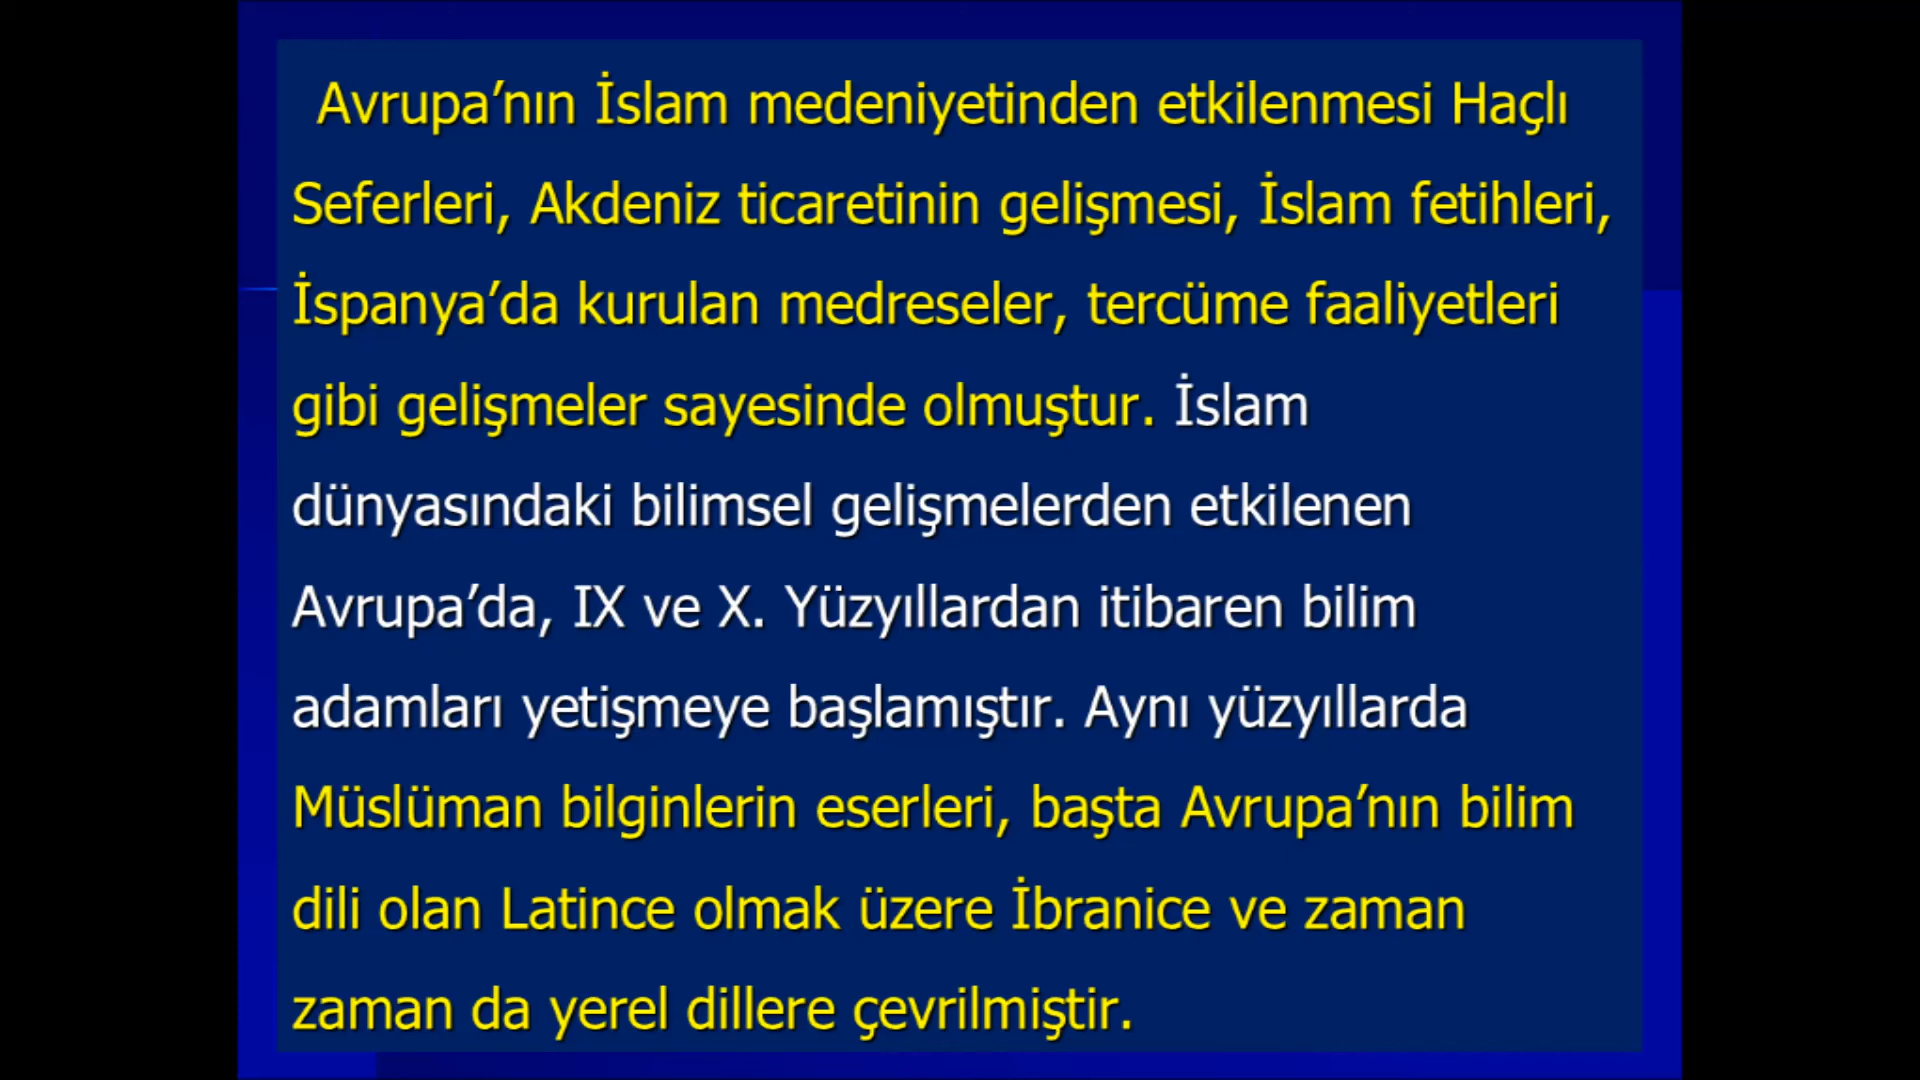 Avrupa’nın İslam medeniyetinden etkilenmesi Haçlı
Seferleri, Akdeniz ticaretinin gelişmesi, İslam fetihleri,
İspanya’da kurulan medreseler, tercüme faaliyetleri
gibi gelişmeler sayesinde olmuştur. İslam
dünyasındaki bilimsel gelişmelerden etkilenen
Avrupa’da, IX ve X. Yüzyıllardan itibaren bilim
adamları yetişmeye başlamıştır. Aynı yüzyıllarda
Müslüman bilginlerin eserleri, başta Avrupa’nın bilim
dili olan Latince olmak üzere İbranice ve zaman
zaman da yerel dillere çevrilmiştir.